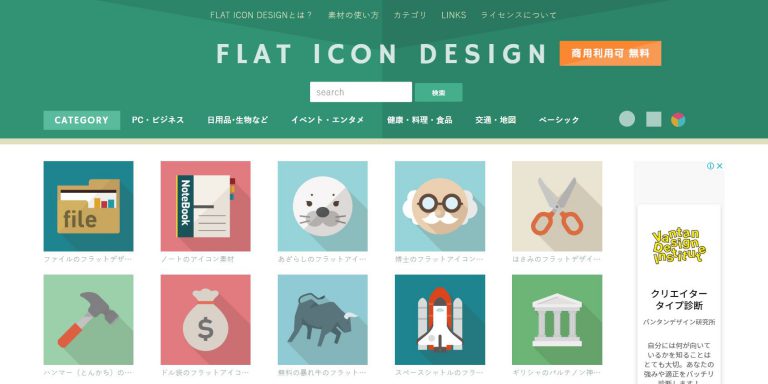 FLAT ICON DESIGNとは？ 素材の使い方 カテゴリ LINKS ライセンスについて
FLAT ICON DESIGN 商用利用可 無料
search 検索
CATEGORY PC・ビジネス 日用品・生物など イベント・エンタメ 健康・料理・食品 交通・地図 ベーシック
file
NoteBook
ファイルのフラットデザ...
ノートのアイコン素材
あざらしのフラットアイ...
博士のフラットアイコン...
はさみのフラットデザイ...
$
ハンマー（とんかち）の...
ドル袋のフラットアイコ...
無料の暴れ牛のフラット...
スペースシャトルのフラ...
ギリシャのパルテノン神...
Vantan
Design
Institut
クリエイター
タイプ診断
バンタンデザイン研究所
自分には何が向いて
いるかを知ることは
とても大切。あなたの
強みや適正をバッチリ
診断します！